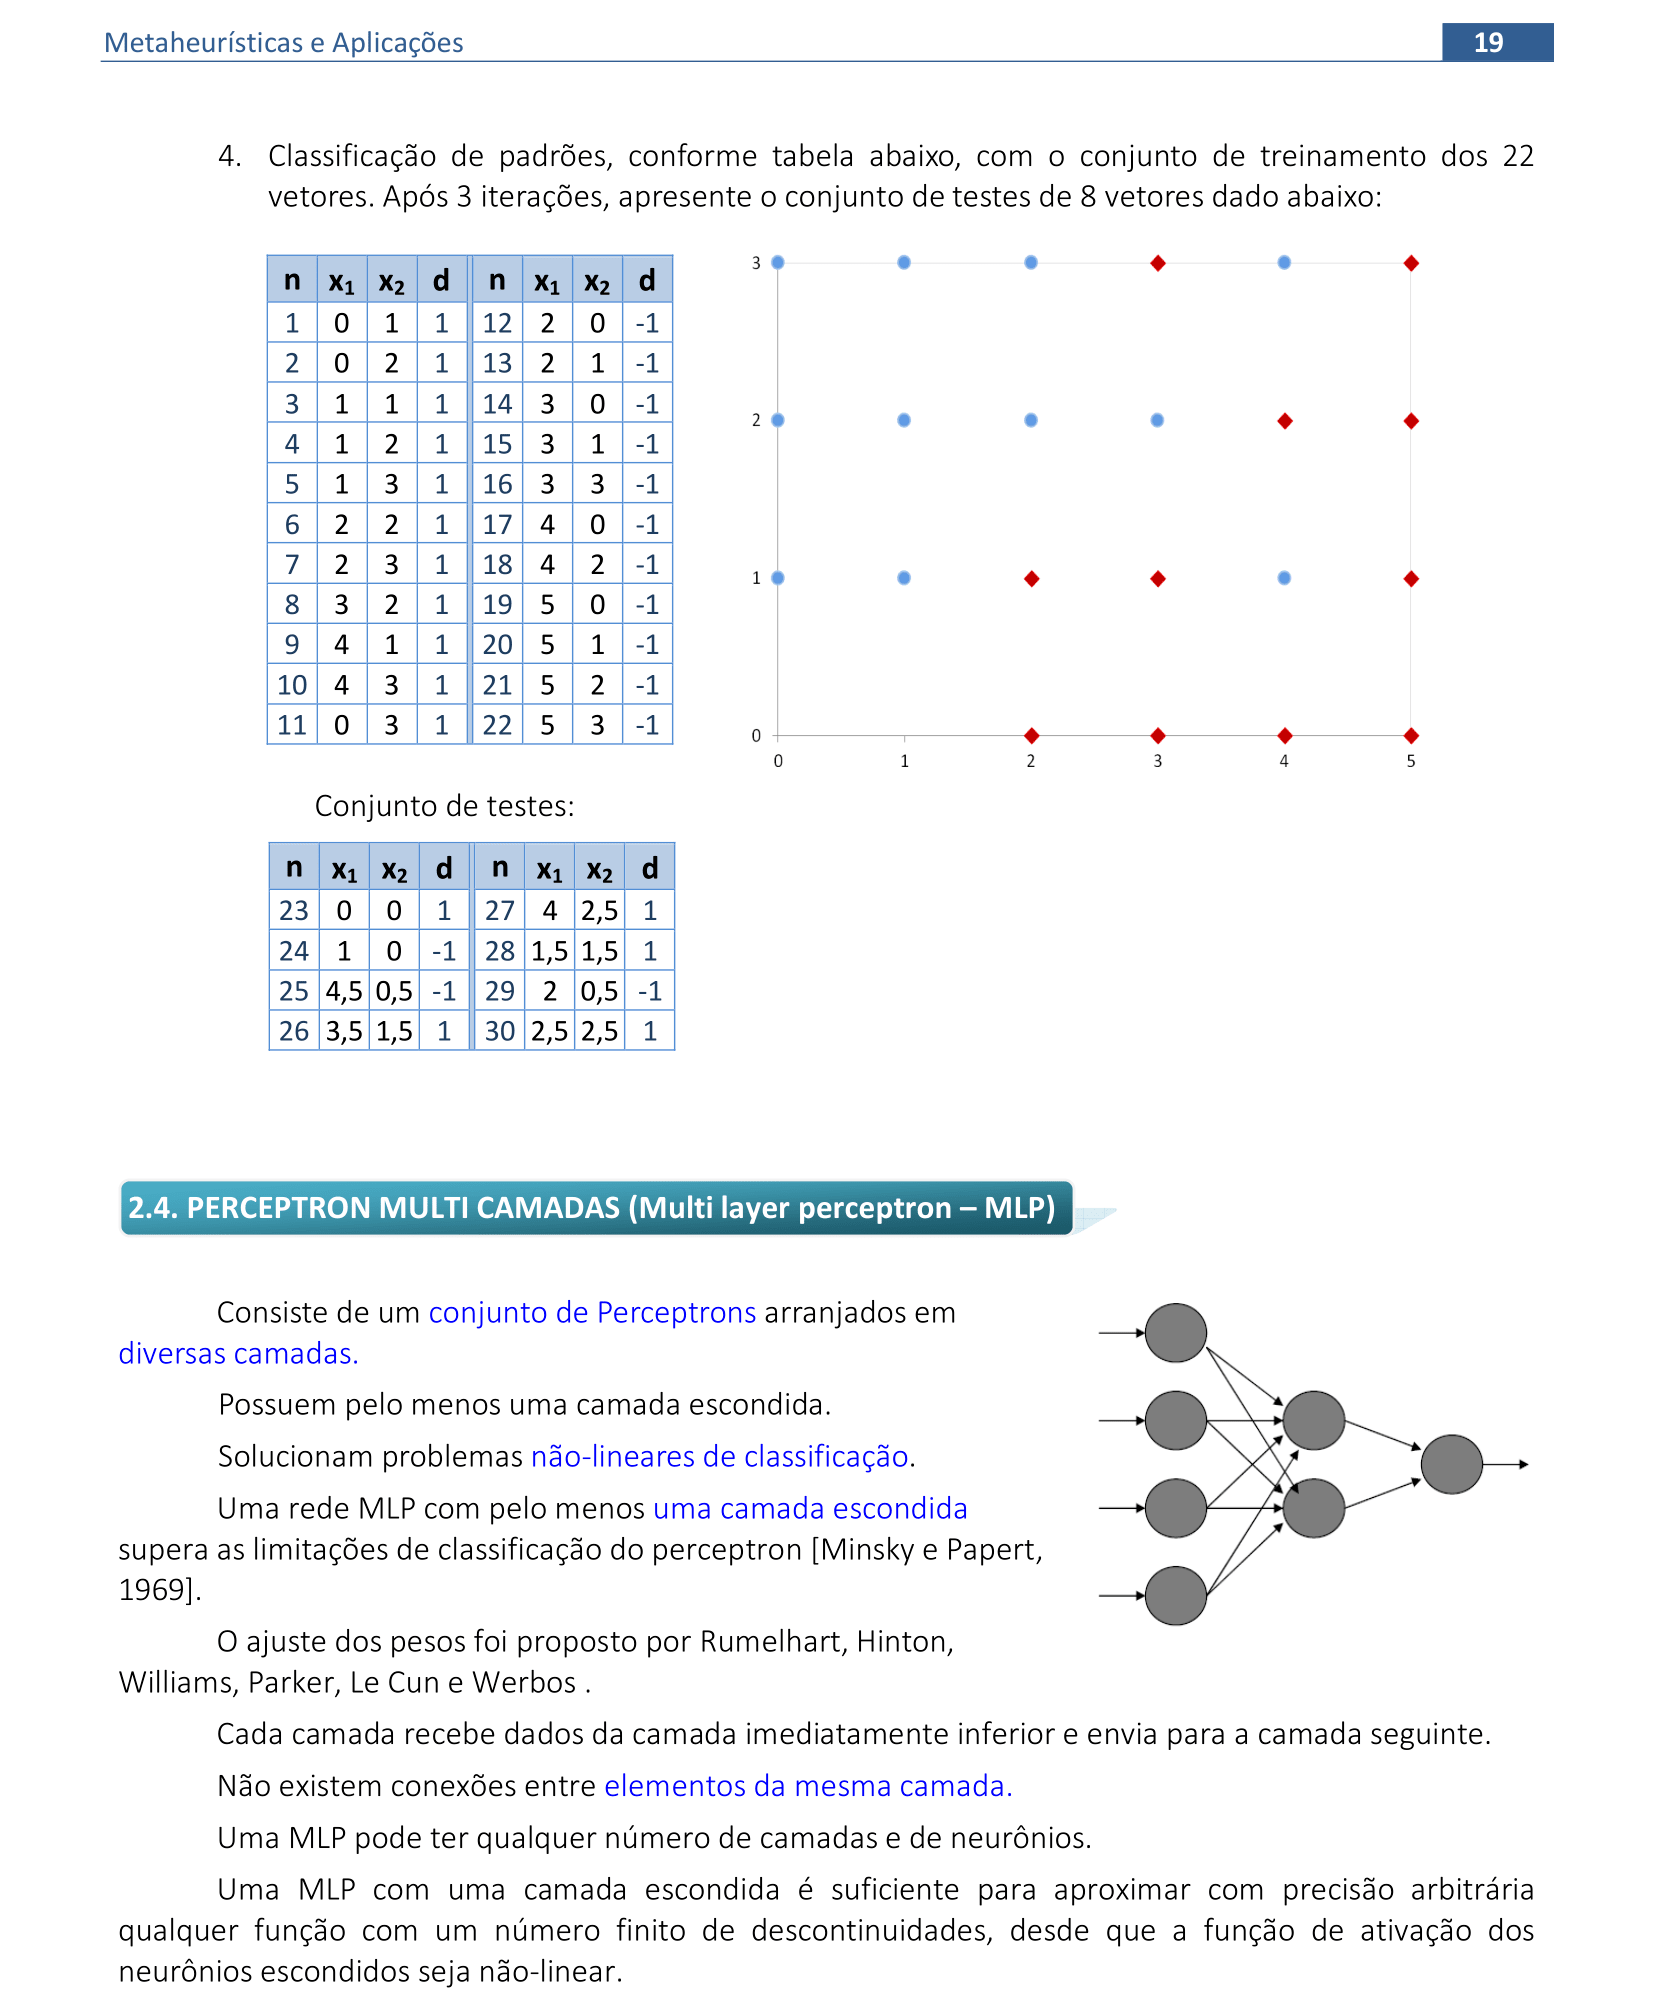 Metaheurísticas e Aplicações 19
4. Classificação de padrões, conforme tabela abaixo, com o conjunto de treinamento dos 22
vetores. Após 3 iterações, apresente o conjunto de testes de 8 vetores dado abaixo:
n x₁ x₂ d n x₁ x₂ d
1 0 1 1 12 2 0 -1
2 0 2 1 13 2 1 -1
3 1 1 1 14 3 0 -1
4 1 2 1 15 3 1 -1
5 1 3 1 16 3 3 -1
6 2 2 1 17 4 0 -1
7 2 3 1 18 4 2 -1
8 3 2 1 19 5 0 -1
9 4 1 1 20 5 1 -1
10 4 3 1 21 5 2 -1
11 0 3 1 22 5 3 -1
3
2
1
0
0 1 2 3 4 5
Conjunto de testes:
n x₁ x₂ d n x₁ x₂ d
23 0 0 1 27 4 2,5 1
24 1 0 -1 28 1,5 1,5 1
25 4,5 0,5 -1 29 2 0,5 -1
26 3,5 1,5 1 30 2,5 2,5 1
2.4. PERCEPTRON MULTI CAMADAS (Multi layer perceptron – MLP)
Consiste de um conjunto de Perceptrons arranjados em
diversas camadas.
Possuem pelo menos uma camada escondida.
Solucionam problemas não-lineares de classificação.
Uma rede MLP com pelo menos uma camada escondida
supera as limitações de classificação do perceptron [Minsky e Papert,
1969].
O ajuste dos pesos foi proposto por Rumelhart, Hinton,
Williams, Parker, Le Cun e Werbos .
Cada camada recebe dados da camada imediatamente inferior e envia para a camada seguinte.
Não existem conexões entre elementos da mesma camada.
Uma MLP pode ter qualquer número de camadas e de neurônios.
Uma MLP com uma camada escondida é suficiente para aproximar com precisão arbitrária
qualquer função com um número finito de descontinuidades, desde que a função de ativação dos
neurônios escondidos seja não-linear.